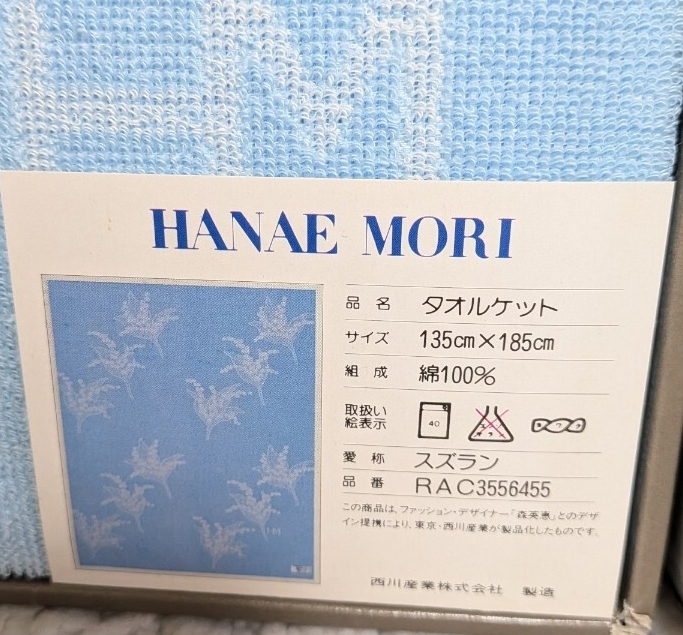 HANAE MORI
品名 タオルケット
サイズ 135cm×185cm
組成 綿100%
取扱い
絵表示
40
愛称 スズラン
品番 RAC3556455
この商品は、ファッション・デザイナー「森英恵」とのデザ
イン提携により、東京・西川産業が製品化したものです。
西川産業株式会社 製造